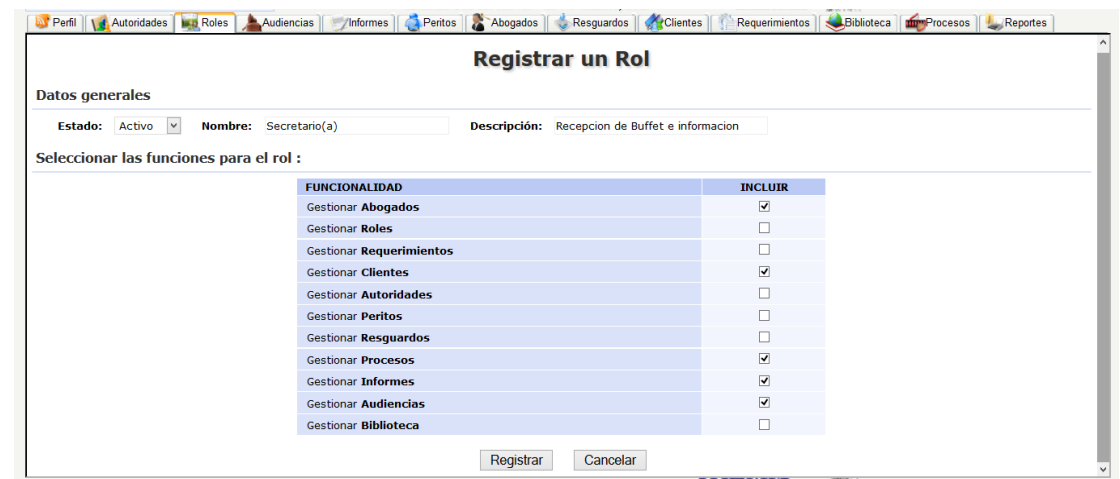 Perfil Autoridades Roles Audiencias Informes Peritos Abogados Resguardos Clientes Requerimientos Biblioteca Procesos Reportes
Registrar un Rol
Datos generales
Estado: Activo Nombre: Secretario(a) Descripción: Recepcion de Buffet e informacion
Seleccionar las funciones para el rol :
FUNCIONALIDAD INCLUIR
Gestionar Abogados
Gestionar Roles
Gestionar Requerimientos
Gestionar Clientes
Gestionar Autoridades
Gestionar Peritos
Gestionar Resguardos
Gestionar Procesos
Gestionar Informes
Gestionar Audiencias
Gestionar Biblioteca
Registrar Cancelar